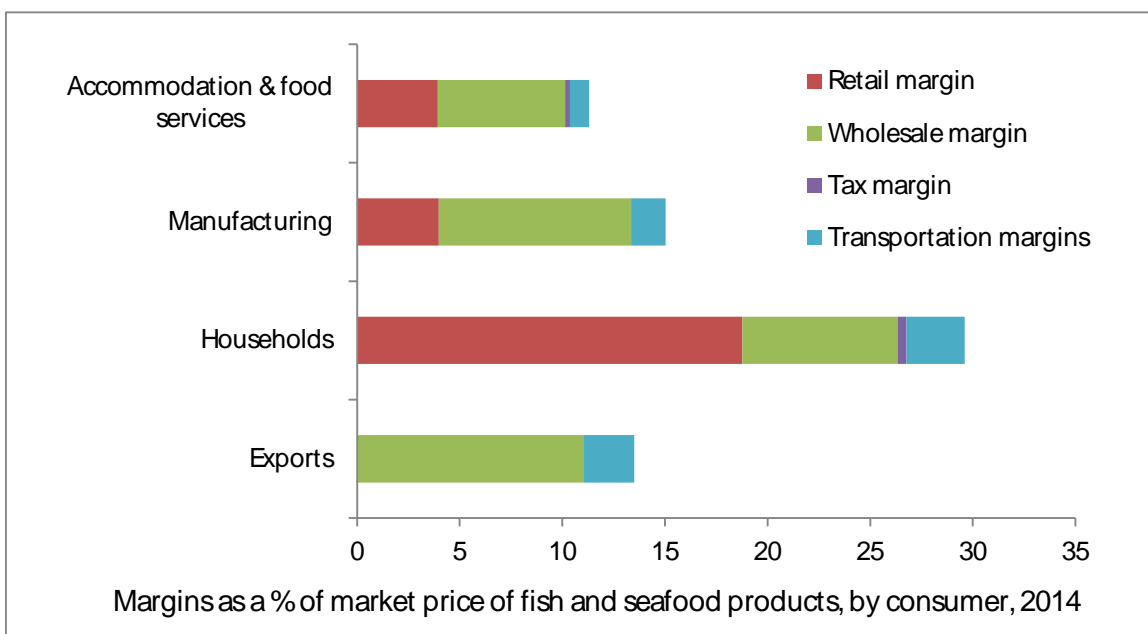 Accommodation & food
services
Manufacturing
Households
Exports
Retail margin
Wholesale margin
Tax margin
Transportation margins
0 5 10 15 20 25 30 35
Margins as a % of market price of fish and seafood products, by consumer, 2014